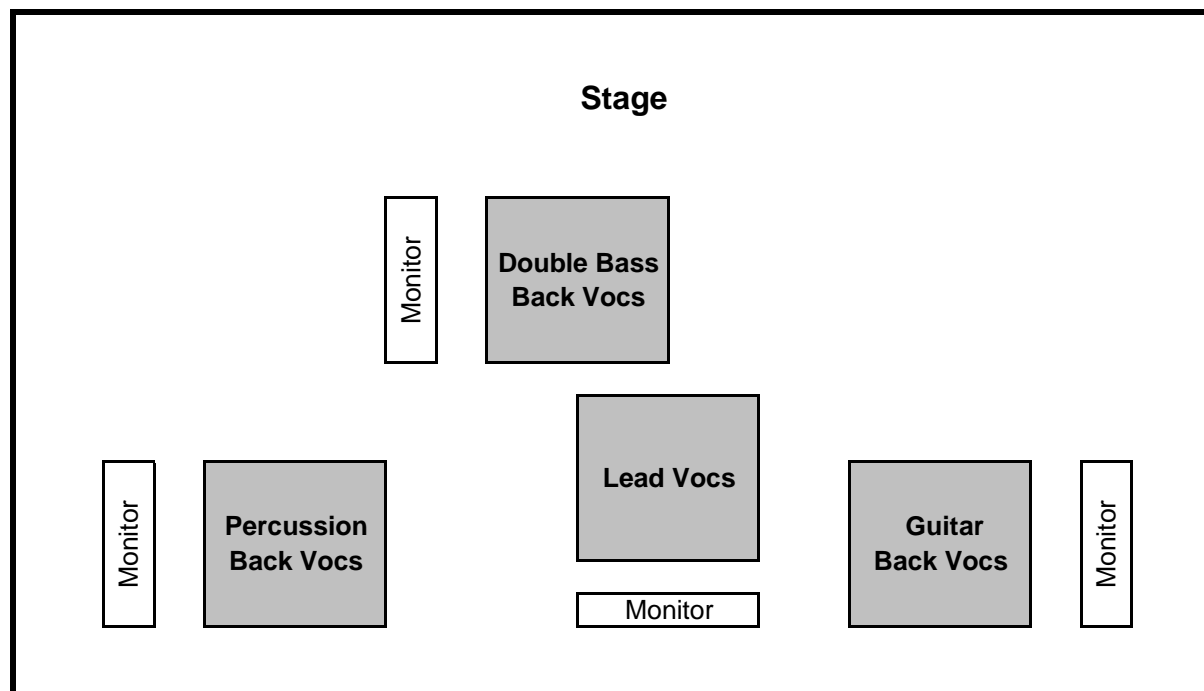 Stage
Monitor
Double Bass
Back Vocs
Lead Vocs
Monitor
Percussion
Back Vocs
Guitar
Back Vocs
Monitor
Monitor